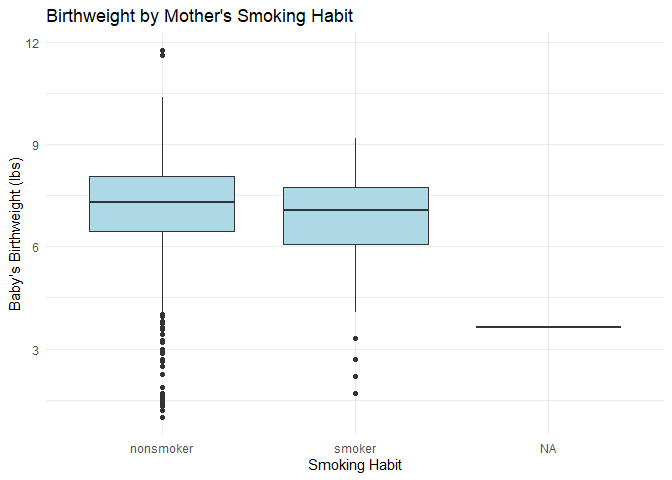 Birthweight by Mother's Smoking Habit
Baby's Birthweight (lbs)
12
9
6
3
nonsmoker smoker NA
Smoking Habit